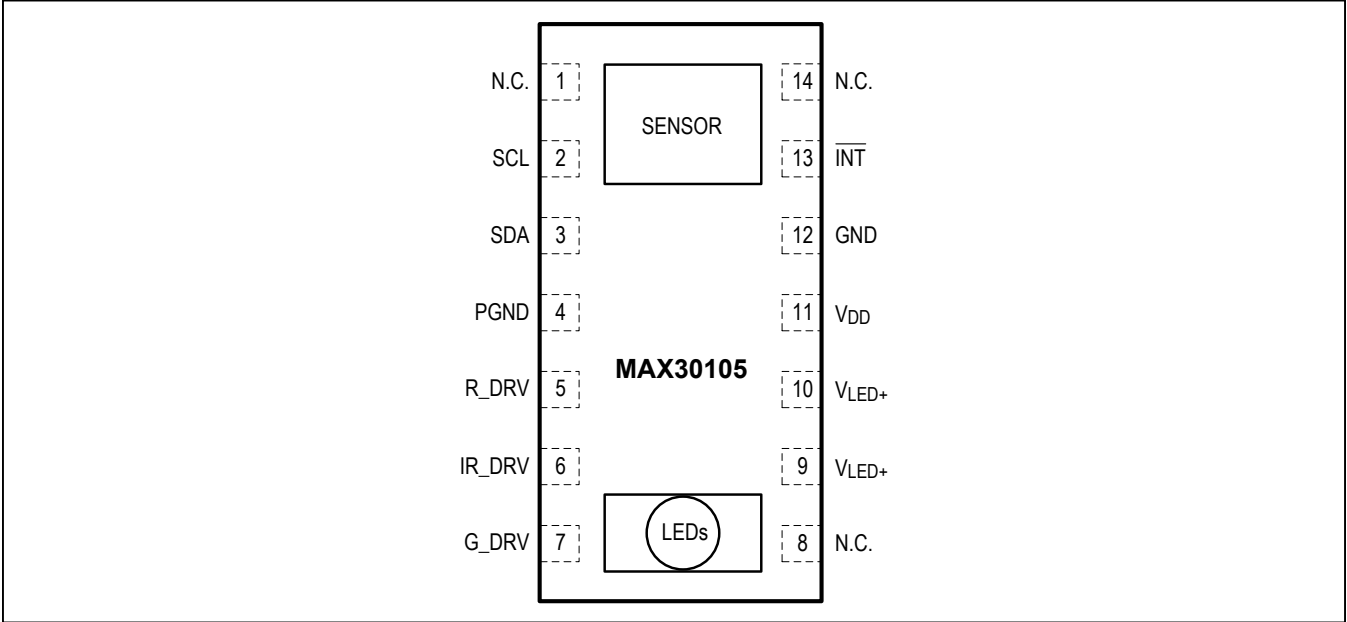 N.C. 1 SENSOR 14 N.C.
SCL 2 13 INT
SDA 3 12 GND
PGND 4 11 VDD
MAX30105
R_DRV 5 10 VLED+
IR_DRV 6 9 VLED+
G_DRV 7 LEDs 8 N.C.